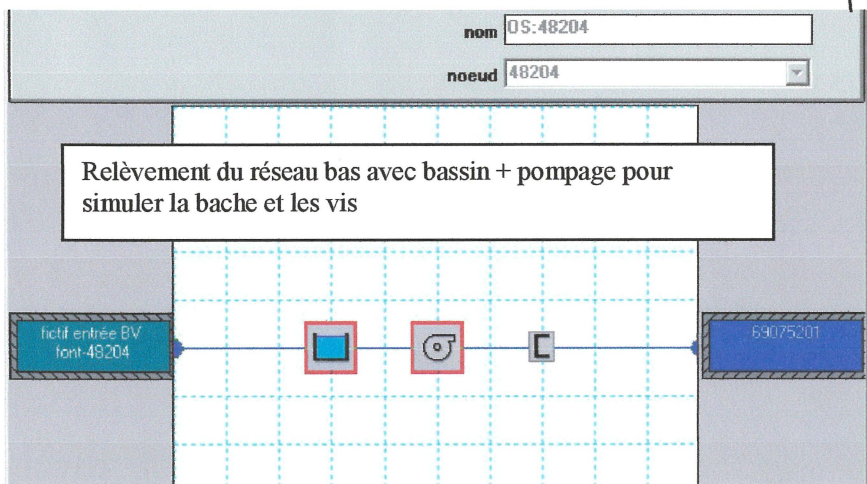 nom OS:48204
noeud 48204
Relèvement du réseau bas avec bassin + pompage pour
simuler la bache et les vis
fictif entrée BV
font-48204
69075201